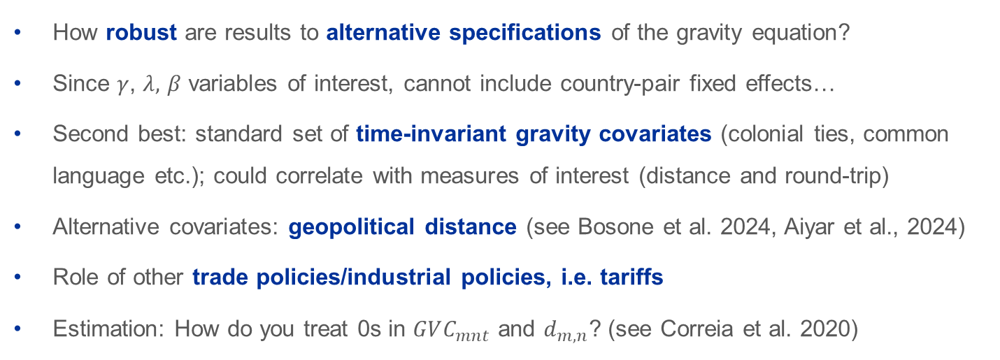 • How robust are results to alternative specifications of the gravity equation?
• Since γ, λ, β variables of interest, cannot include country-pair fixed effects…
• Second best: standard set of time-invariant gravity covariates (colonial ties, common
language etc.); could correlate with measures of interest (distance and round-trip)
• Alternative covariates: geopolitical distance (see Bosone et al. 2024, Aiyar et al., 2024)
• Role of other trade policies/industrial policies, i.e. tariffs
• Estimation: How do you treat 0s in GVC_{mnt} and d_{m,n}? (see Correia et al. 2020)